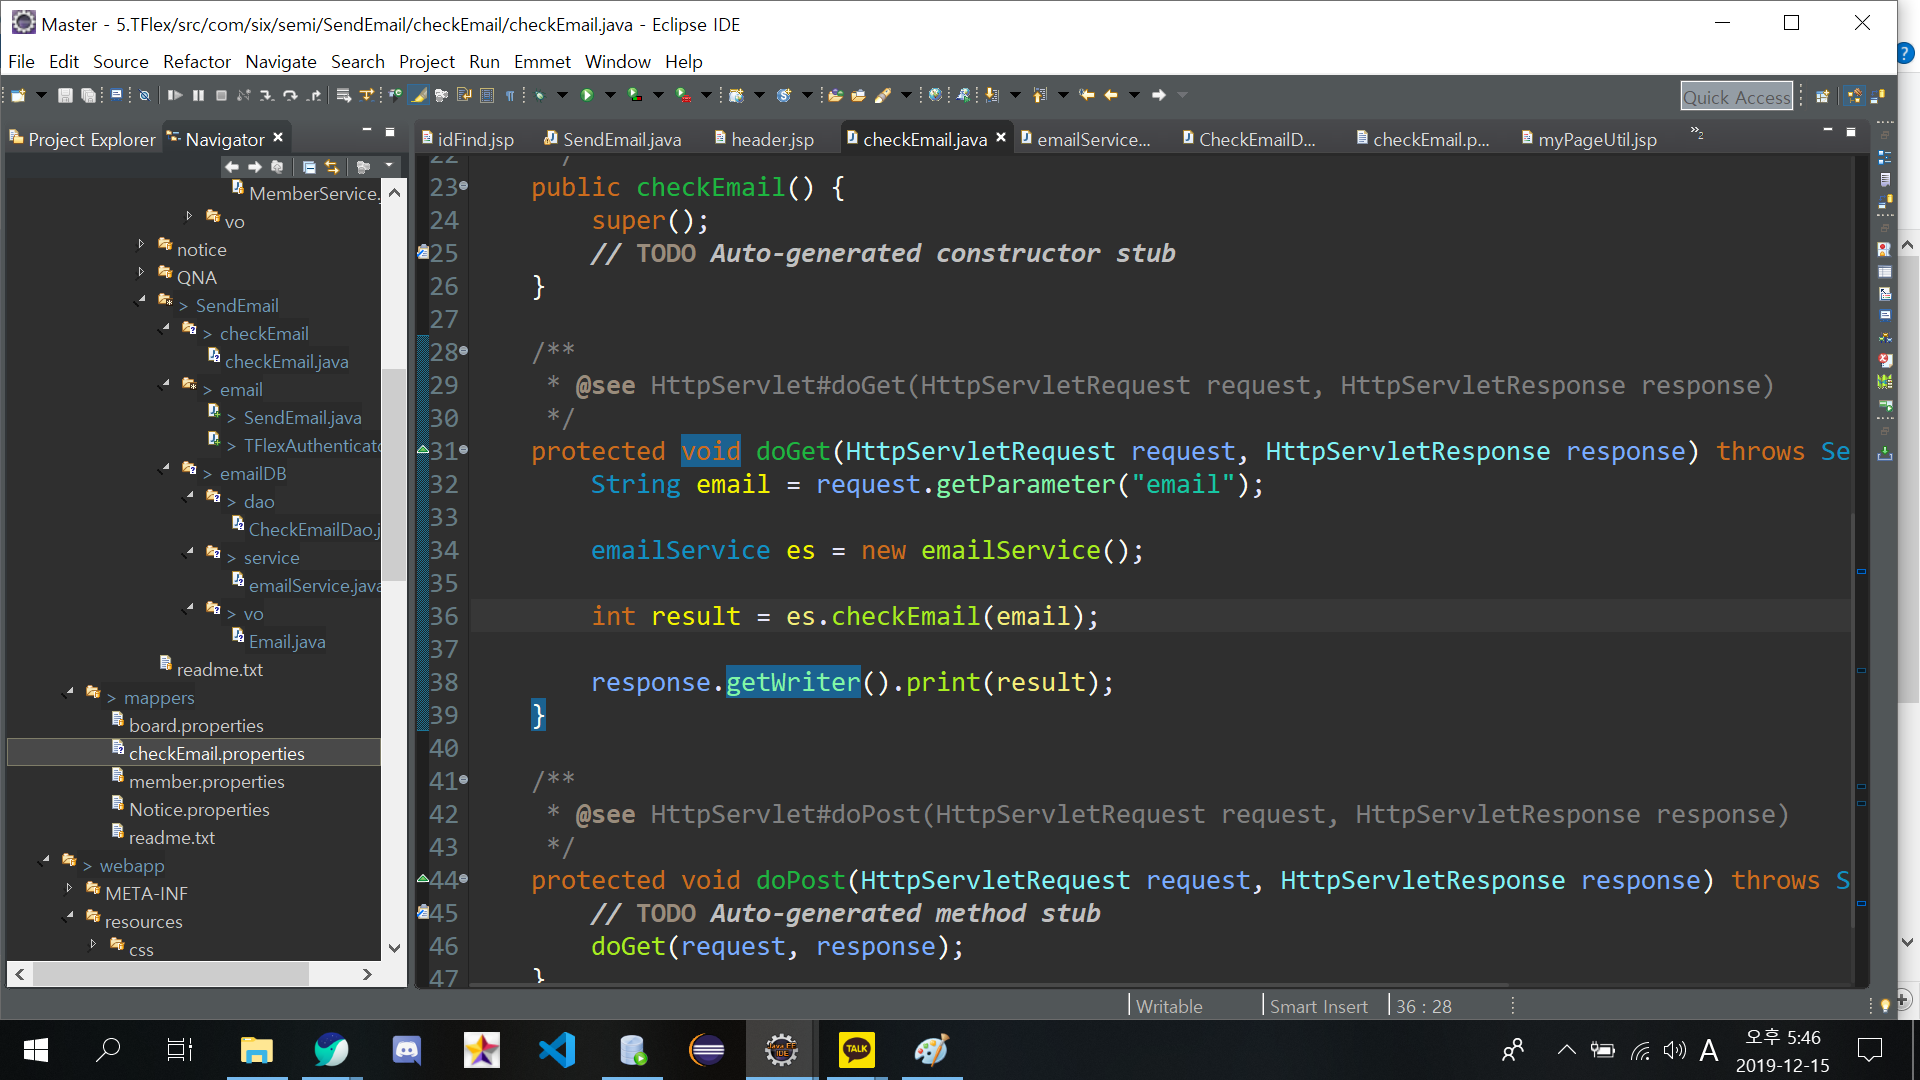 Master - 5.TFlex/src/com/six/semi/SendEmail/checkEmail/checkEmail.java - Eclipse IDE
File Edit Source Refactor Navigate Search Project Run Emmet Window Help
Quick Access
Project Explorer Navigator
idFind.jsp SendEmail.java header.jsp checkEmail.java emailService... CheckEmailD... checkEmail.p... myPageUtil.jsp »2
MemberService.
vo
notice
QNA
> SendEmail
> checkEmail
checkEmail.java
> email
> SendEmail.java
> TFlexAuthenticato
> emailDB
> dao
CheckEmailDao.j
> service
emailService.java
> vo
Email.java
readme.txt
> mappers
board.properties
checkEmail.properties
member.properties
Notice.properties
readme.txt
> webapp
META-INF
resources
css
22 */
23 public checkEmail() {
24 super();
25 // TODO Auto-generated constructor stub
26 }
27
28 /**
29 * @see HttpServlet#doGet(HttpServletRequest request, HttpServletResponse response)
30 */
31 protected void doGet(HttpServletRequest request, HttpServletResponse response) throws Se
32 String email = request.getParameter("email");
33
34 emailService es = new emailService();
35
36 int result = es.checkEmail(email);
37
38 response.getWriter().print(result);
39 }
40
41 /**
42 * @see HttpServlet#doPost(HttpServletRequest request, HttpServletResponse response)
43 */
44 protected void doPost(HttpServletRequest request, HttpServletResponse response) throws S
45 // TODO Auto-generated method stub
46 doGet(request, response);
47 }
Writable Smart Insert 36 : 28
TALK
Java EE
IDE
A
오후 5:46
2019-12-15